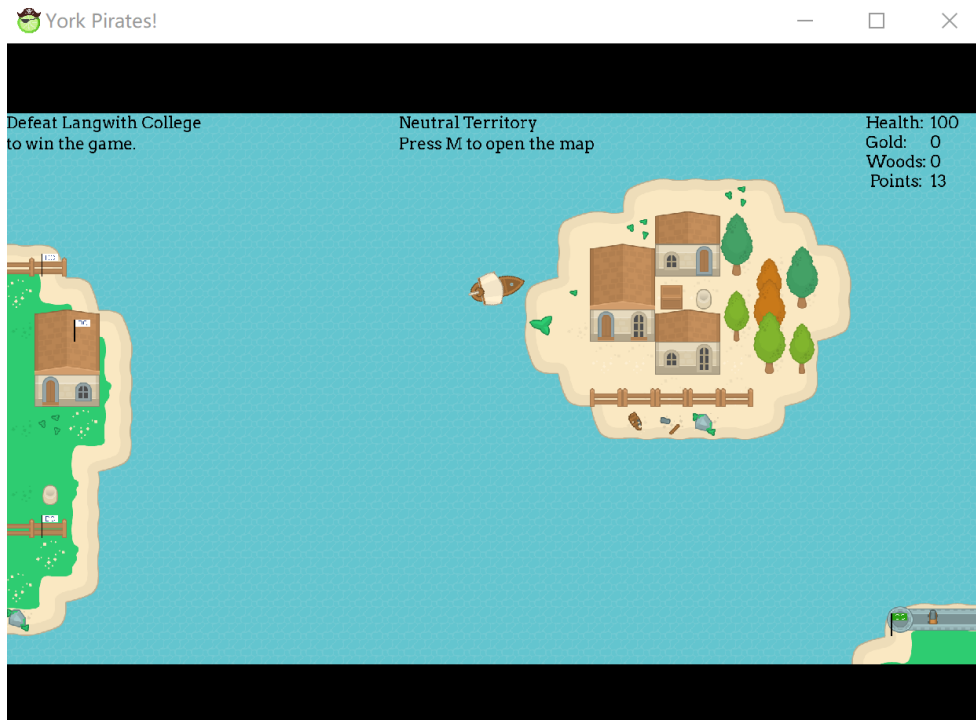 York Pirates!
Defeat Langwith College
to win the game.
Neutral Territory
Press M to open the map
Health: 100
Gold: 0
Woods: 0
Points: 13